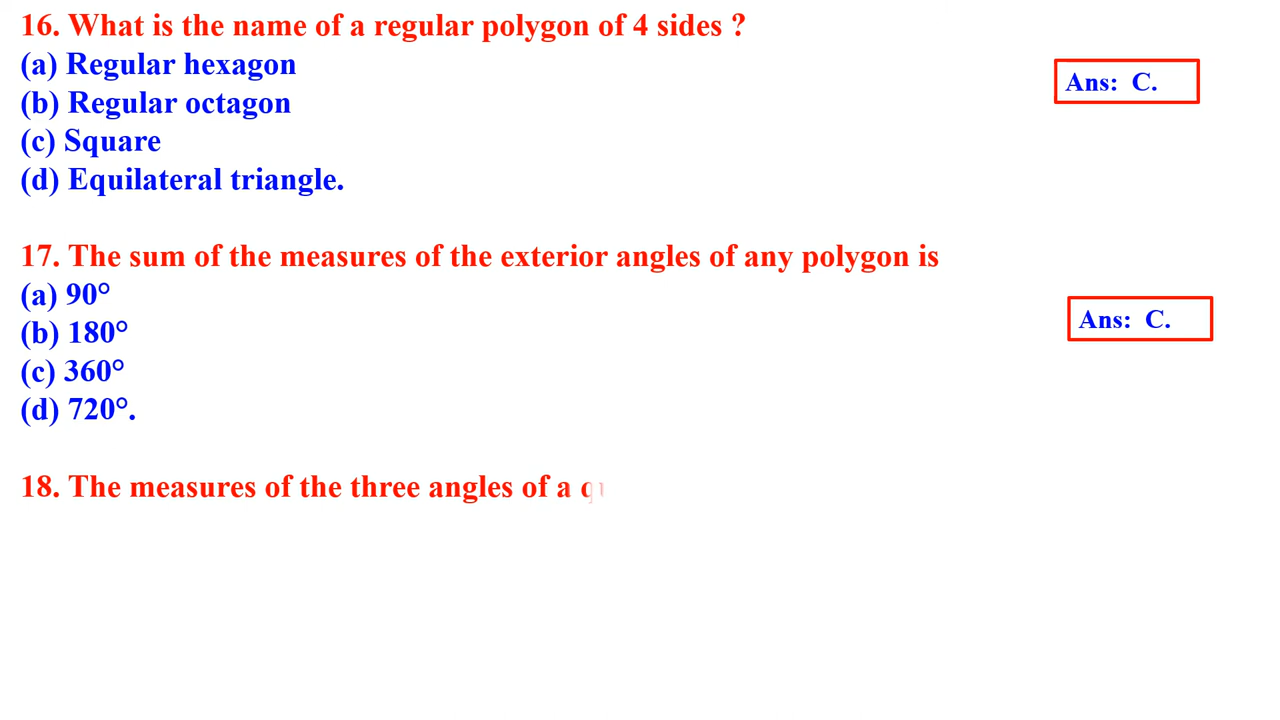 16. What is the name of a regular polygon of 4 sides ?
(a) Regular hexagon
Ans: C.
(b) Regular octagon
(c) Square
(d) Equilateral triangle.
17. The sum of the measures of the exterior angles of any polygon is
(a) 90°
(b) 180°
Ans: C.
(c) 360°
(d) 720°.
18. The measures of the three angles of a